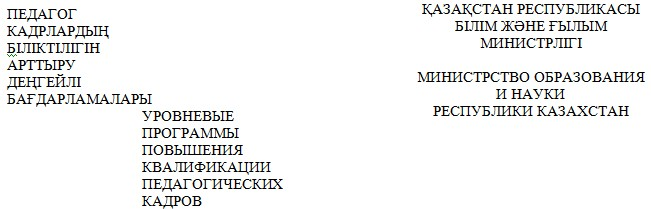 ПЕДАГОГ
КАДРЛАРДЫҢ
БІЛІКТІЛІГІН
АРТТЫРУ
ДЕҢГЕЙЛІ
БАҒДАРЛАМАЛАРЫ
УРОВНЕВЫЕ
ПРОГРАММЫ
ПОВЫШЕНИЯ
КВАЛИФИКАЦИИ
ПЕДАГОГИЧЕСКИХ
КАДРОВ
ҚАЗАҚСТАН РЕСПУБЛИКАСЫ
БІЛІМ ЖӘНЕ ҒЫЛЫМ
МИНИСТРЛІГІ
МИНИСТРСТВО ОБРАЗОВАНИЯ
И НАУКИ
РЕСПУБЛИКИ КАЗАХСТАН